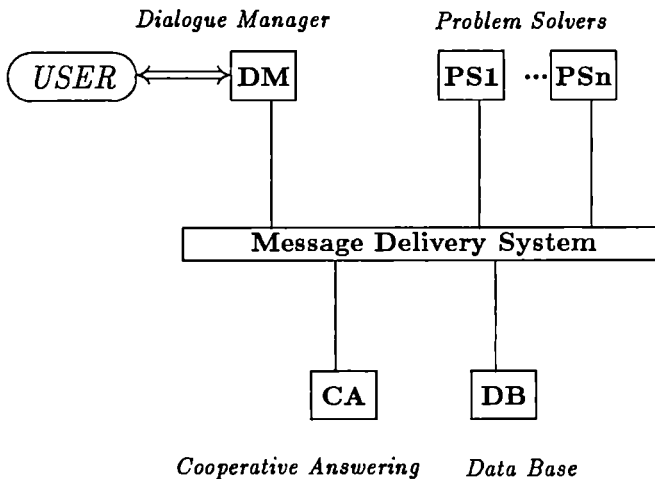 Dialogue Manager Problem Solvers
USER DM PS1 ... PSn
Message Delivery System
CA DB
Cooperative Answering Data Base